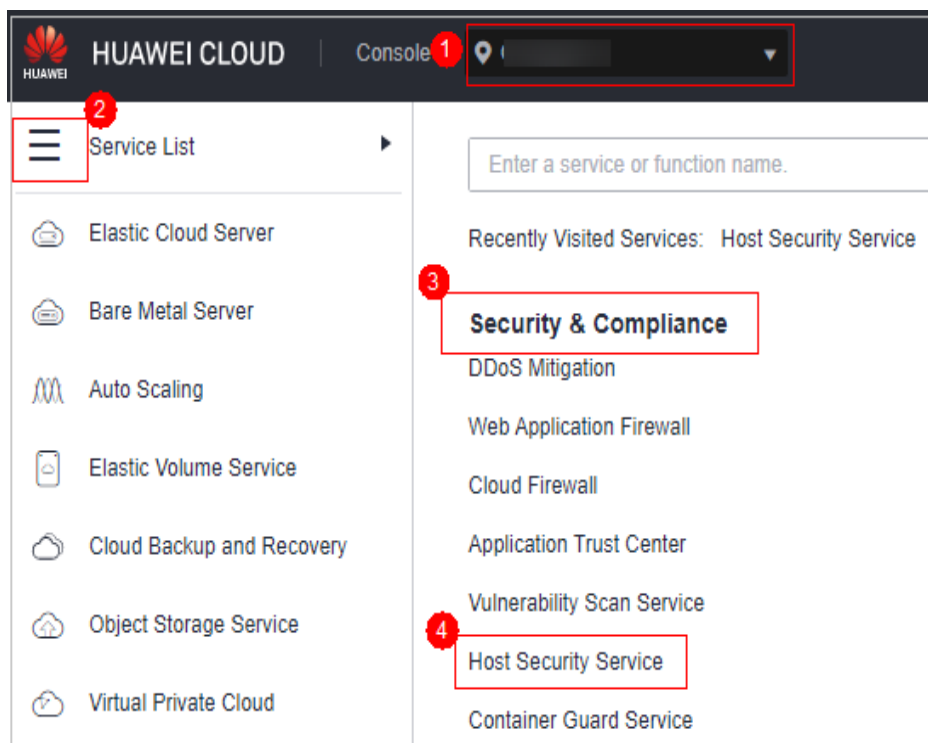 HUAWEI
HUAWEI CLOUD
Console
1
2
Service List
Elastic Cloud Server
Bare Metal Server
Auto Scaling
Elastic Volume Service
Cloud Backup and Recovery
Object Storage Service
Virtual Private Cloud
Enter a service or function name.
Recently Visited Services: Host Security Service
3
Security & Compliance
DDoS Mitigation
Web Application Firewall
Cloud Firewall
Application Trust Center
Vulnerability Scan Service
4
Host Security Service
Container Guard Service